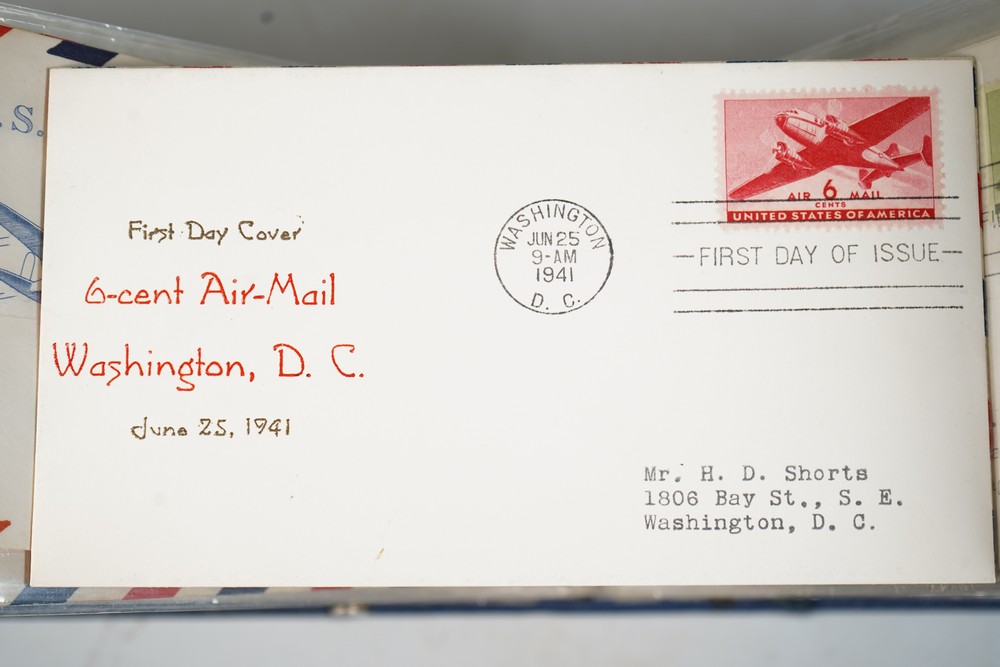 S.
First Day Cover
6-cent Air-Mail
Washington, D. C.
June 25, 1941
WASHINGTON
JUN 25
9-AM
1941
D. C.
AIR 6 MAIL
CENTS
UNITED STATES OF AMERICA
FIRST DAY OF ISSUE
Mr. H. D. Shorts
1806 Bay St., S. E.
Washington, D. C.